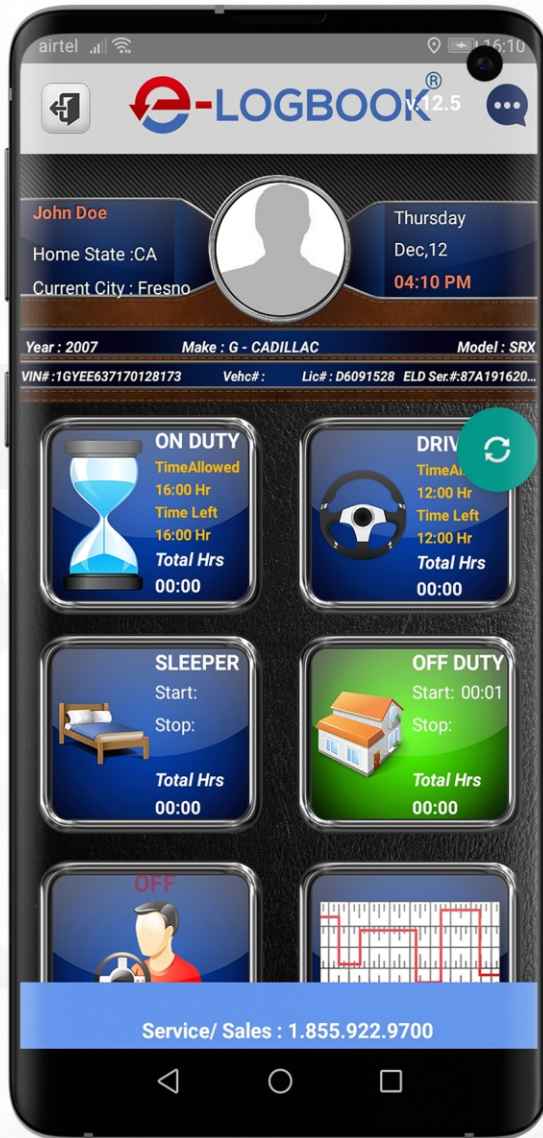 airtel 16:10
e-LOGBOOK® v.12.5
John Doe
Home State :CA
Current City : Fresno
Thursday
Dec,12
04:10 PM
Year : 2007 Make : G - CADILLAC Model : SRX
VIN# :1GYEE637170128173 Vehc# : Lic# : D6091528 ELD Ser.#:87A191620...
ON DUTY
TimeAllowed
16:00 Hr
Time Left
16:00 Hr
Total Hrs
00:00
DRIV
TimeAl
12:00 Hr
Time Left
12:00 Hr
Total Hrs
00:00
SLEEPER
Start:
Stop:
Total Hrs
00:00
OFF DUTY
Start: 00:01
Stop:
Total Hrs
00:00
OFF
Service/ Sales : 1.855.922.9700